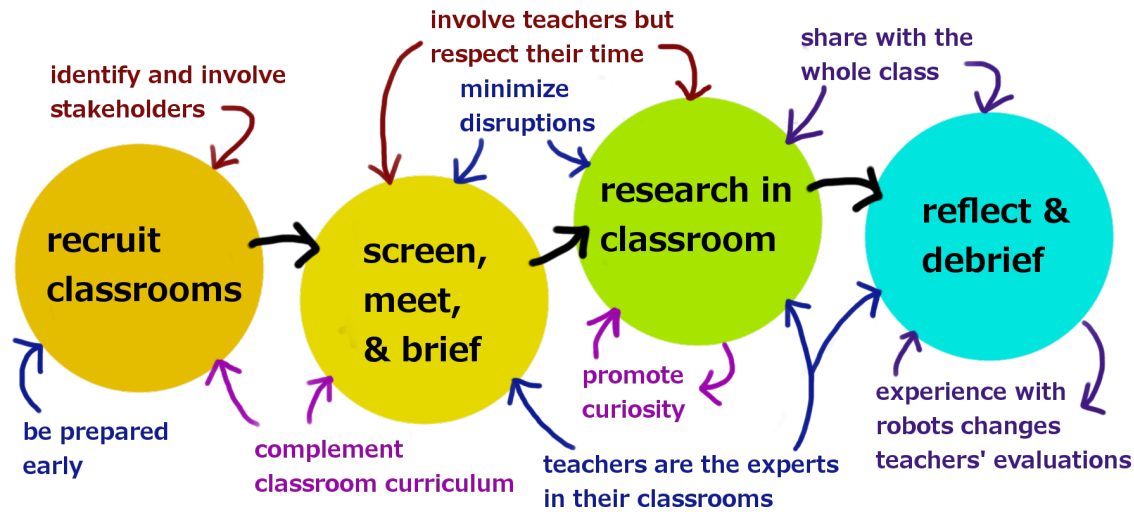 involve teachers but
respect their time
share with the
whole class
identify and involve
stakeholders
minimize
disruptions
recruit
classrooms
screen,
meet,
& brief
research in
classroom
reflect &
debrief
be prepared
early
complement
classroom curriculum
promote
curiosity
teachers are the experts
in their classrooms
experience with
robots changes
teachers' evaluations